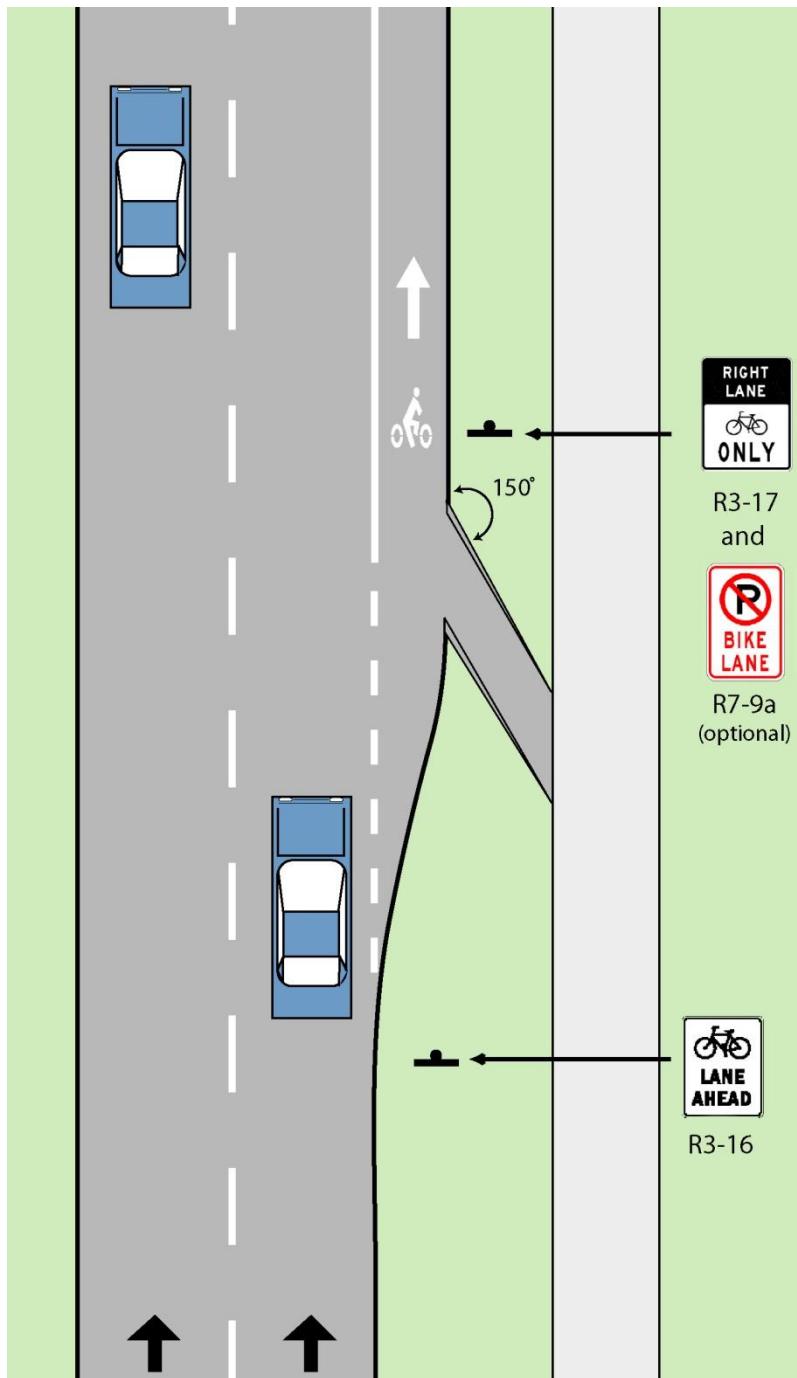 RIGHT
LANE
ONLY
R3-17
and
150°
P
BIKE
LANE
R7-9a
(optional)
LANE
AHEAD
R3-16